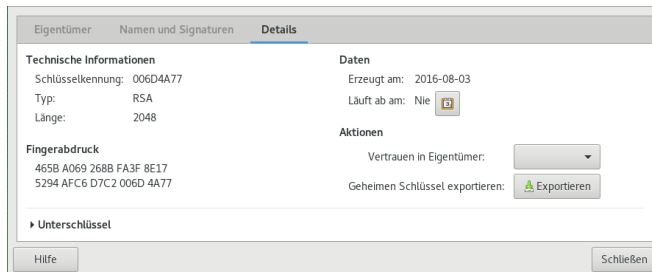 Eigentümer Namen und Signaturen Details
Technische Informationen
Schlüsselkennung: 006D4A77
Typ: RSA
Länge: 2048
Fingerabdruck
465B A069 268B FA3F 8E17
5294 AFC6 D7C2 006D 4A77
Daten
Erzeugt am: 2016-08-03
Läuft ab am: Nie
Aktionen
Vertrauen in Eigentümer:
Geheimen Schlüssel exportieren: Exportieren
Unterschlüssel
Hilfe Schließen